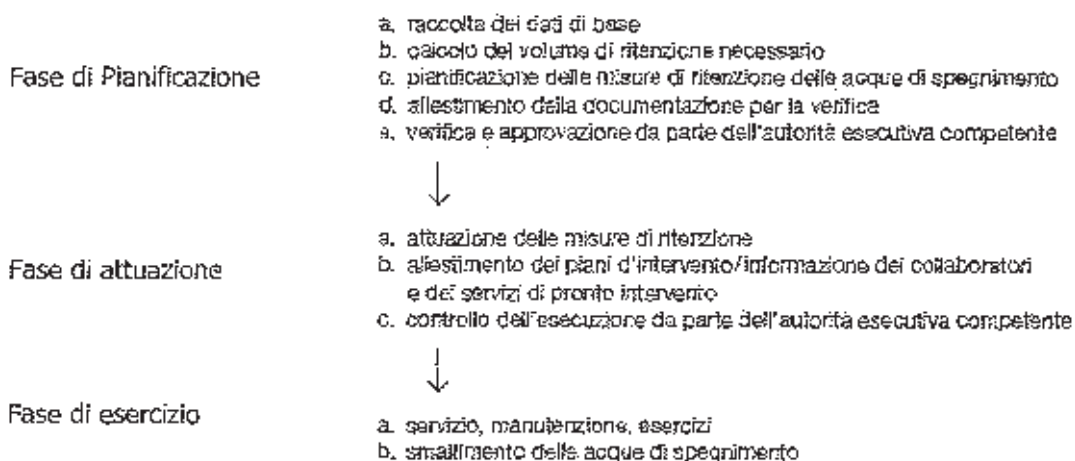 Fase di Pianificazione
a. raccolta dei dati di base
b. calcolo del volume di ritenzione necessario
c. pianificazione delle misure di ritenzione delle acque di spegnimento
d. allestimento della documentazione per la verifica
e. verifica e approvazione da parte dell'autorità esecutiva competente
Fase di attuazione
a. attuazione delle misure di ritenzione
b. allestimento dei piani d'intervento/informazione dei collaboratori
e dei servizi di pronto intervento
c. controllo dell'esecuzione da parte dell'autorità esecutiva competente
Fase di esercizio
a. servizio, manutenzione, esercizi
b. smaltimento delle acque di spegnimento